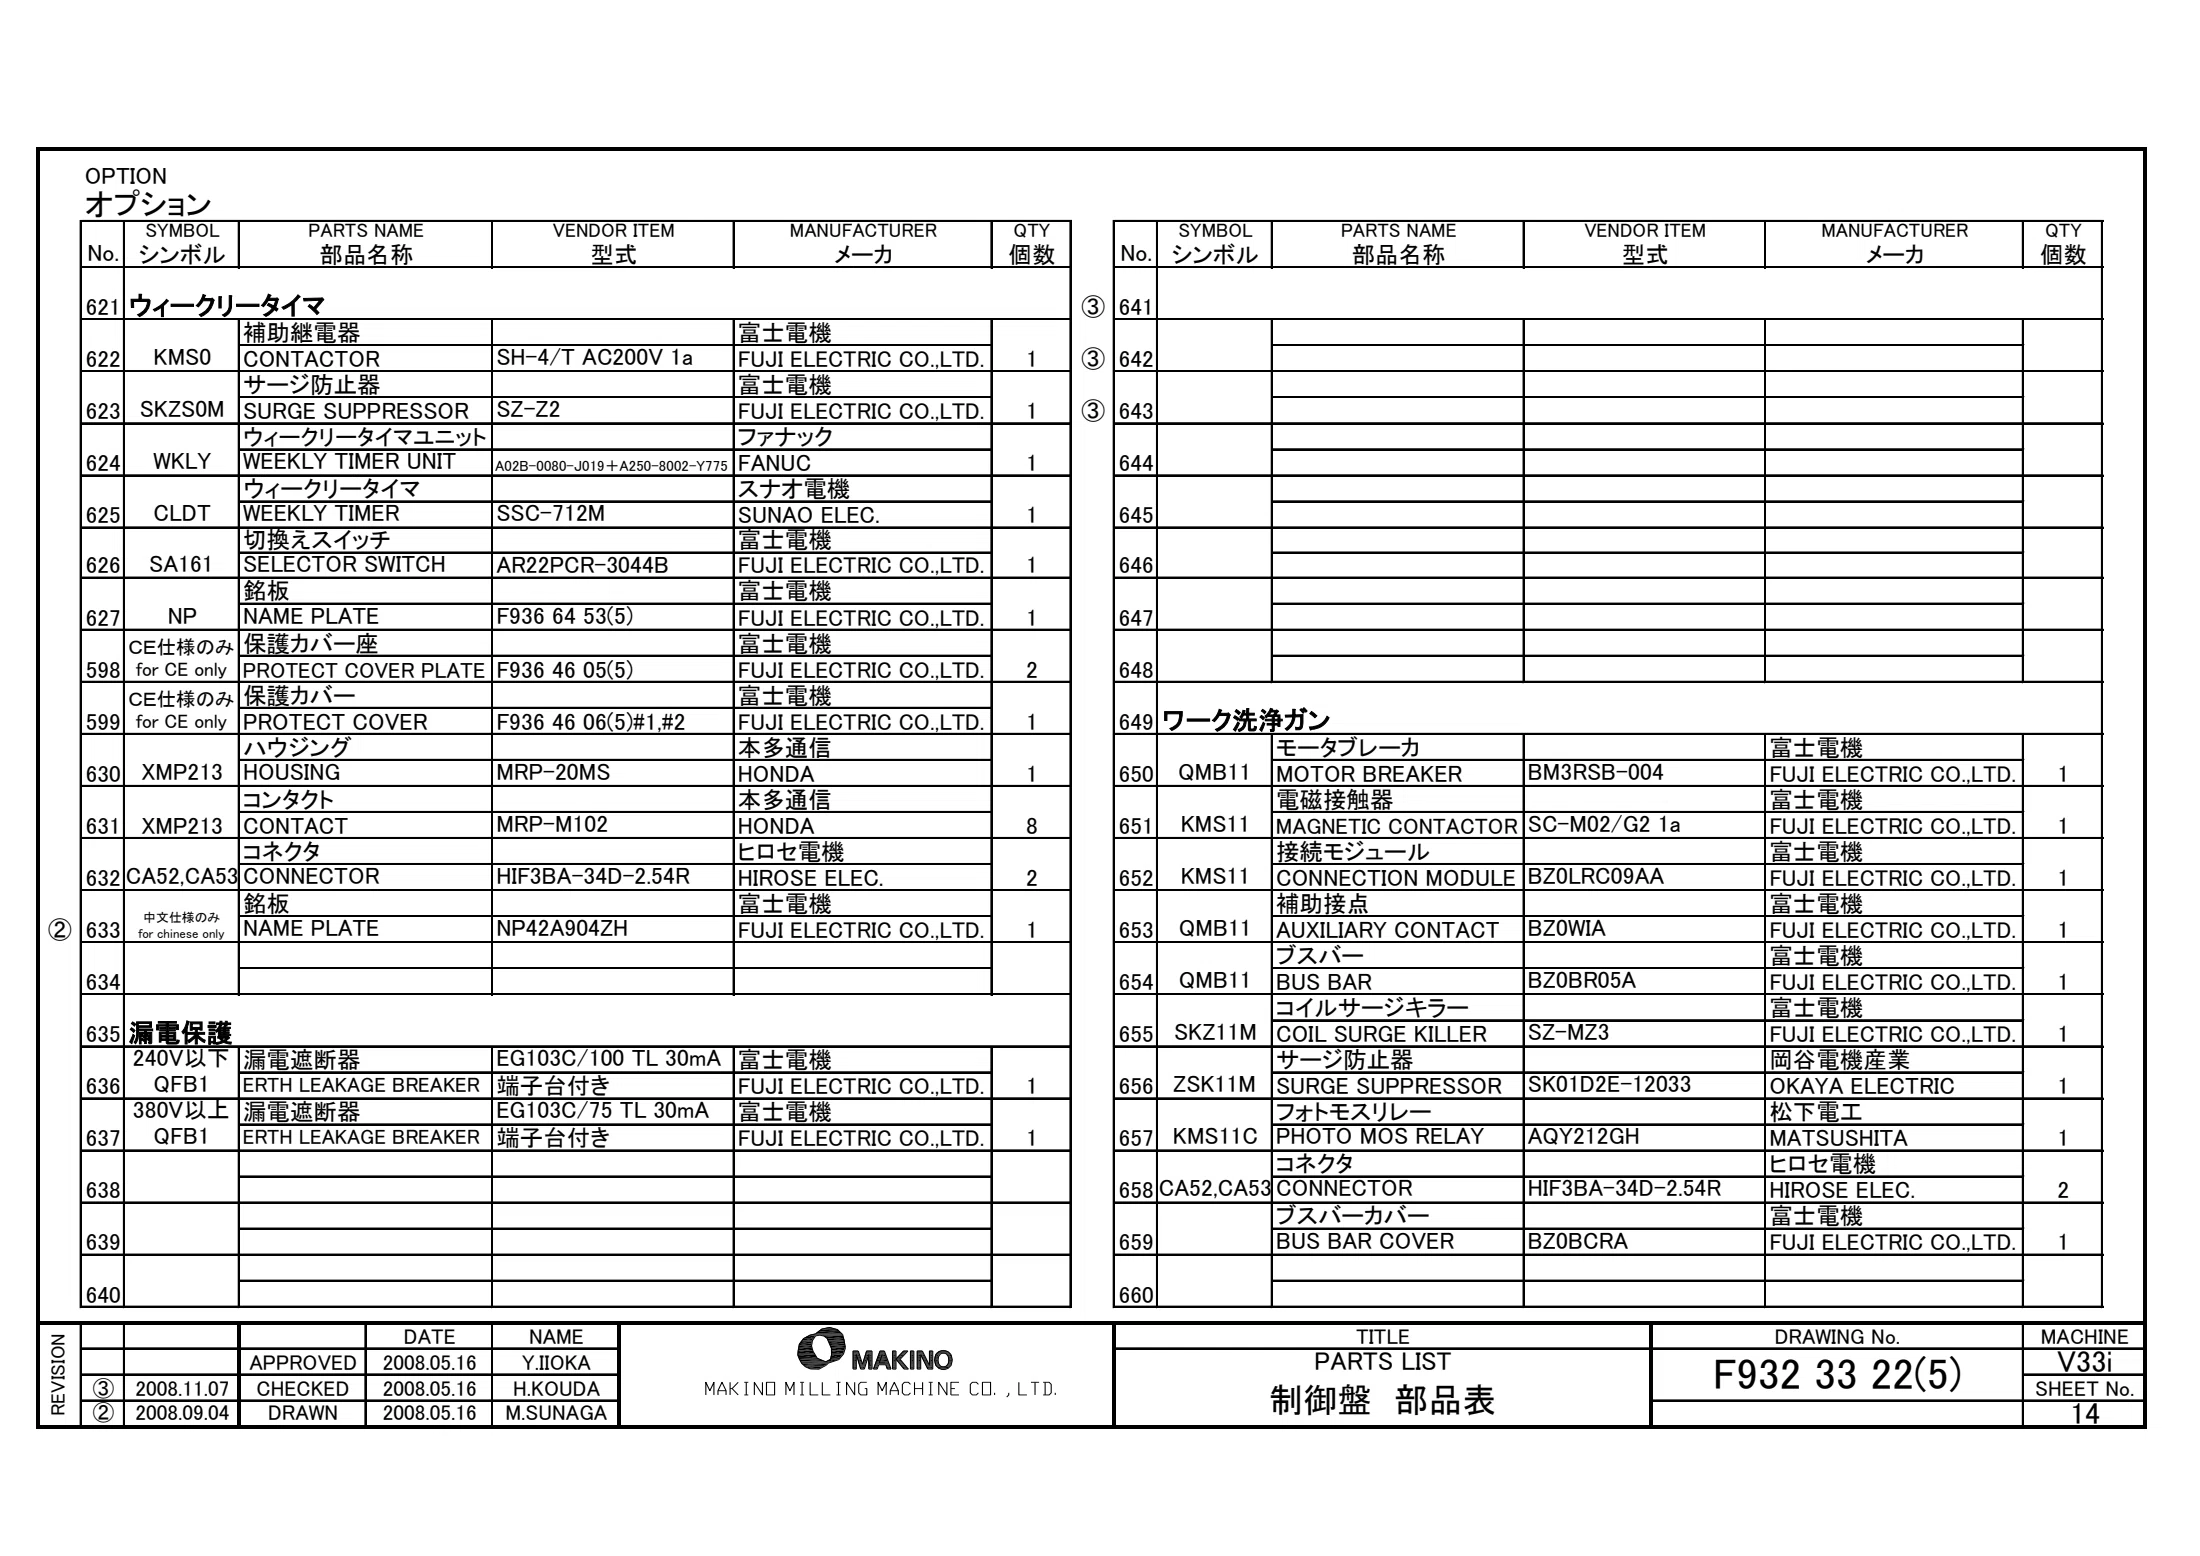 OPTION
オプション
No. SYMBOL シンボル PARTS NAME 部品名称 VENDOR ITEM 型式 MANUFACTURER メーカ QTY 個数
621 ウィークリータイマ
補助継電器 富士電機
622 KMS0 CONTACTOR SH-4/T AC200V 1a FUJI ELECTRIC CO.,LTD. 1
サージ防止器 富士電機
623 SKZS0M SURGE SUPPRESSOR SZ-Z2 FUJI ELECTRIC CO.,LTD. 1
ウィークリータイマユニット ファナック
624 WKLY WEEKLY TIMER UNIT A02B-0080-J019+A250-8002-Y775 FANUC 1
ウィークリータイマ スナオ電機
625 CLDT WEEKLY TIMER SSC-712M SUNAO ELEC. 1
切換えスイッチ 富士電機
626 SA161 SELECTOR SWITCH AR22PCR-3044B FUJI ELECTRIC CO.,LTD. 1
銘板 富士電機
627 NP NAME PLATE F936 64 53(5) FUJI ELECTRIC CO.,LTD. 1
CE仕様のみ 保護カバー座 富士電機
598 for CE only PROTECT COVER PLATE F936 46 05(5) FUJI ELECTRIC CO.,LTD. 2
CE仕様のみ 保護カバー 富士電機
599 for CE only PROTECT COVER F936 46 06(5)#1,#2 FUJI ELECTRIC CO.,LTD. 1
ハウジング 本多通信
630 XMP213 HOUSING MRP-20MS HONDA 1
コンタクト 本多通信
631 XMP213 CONTACT MRP-M102 HONDA 8
コネクタ ヒロセ電機
632 CA52,CA53 CONNECTOR HIF3BA-34D-2.54R HIROSE ELEC. 2
中文仕様のみ 銘板 富士電機
② 633 for chinese only NAME PLATE NP42A904ZH FUJI ELECTRIC CO.,LTD. 1
634
635 漏電保護
240V以下 漏電遮断器 EG103C/100 TL 30mA 富士電機
636 QFB1 ERTH LEAKAGE BREAKER 端子台付き FUJI ELECTRIC CO.,LTD. 1
380V以上 漏電遮断器 EG103C/75 TL 30mA 富士電機
637 QFB1 ERTH LEAKAGE BREAKER 端子台付き FUJI ELECTRIC CO.,LTD. 1
638
639
640
No. SYMBOL シンボル PARTS NAME 部品名称 VENDOR ITEM 型式 MANUFACTURER メーカ QTY 個数
③ 641
③ 642
③ 643
644
645
646
647
648
649 ワーク洗浄ガン
モータブレーカ 富士電機
650 QMB11 MOTOR BREAKER BM3RSB-004 FUJI ELECTRIC CO.,LTD. 1
電磁接触器 富士電機
651 KMS11 MAGNETIC CONTACTOR SC-M02/G2 1a FUJI ELECTRIC CO.,LTD. 1
接続モジュール 富士電機
652 KMS11 CONNECTION MODULE BZ0LRC09AA FUJI ELECTRIC CO.,LTD. 1
補助接点 富士電機
653 QMB11 AUXILIARY CONTACT BZ0WIA FUJI ELECTRIC CO.,LTD. 1
ブスバー 富士電機
654 QMB11 BUS BAR BZ0BR05A FUJI ELECTRIC CO.,LTD. 1
コイルサージキラー 富士電機
655 SKZ11M COIL SURGE KILLER SZ-MZ3 FUJI ELECTRIC CO.,LTD. 1
サージ防止器 岡谷電機産業
656 ZSK11M SURGE SUPPRESSOR SK01D2E-12033 OKAYA ELECTRIC 1
フォトモスリレー 松下電工
657 KMS11C PHOTO MOS RELAY AQY212GH MATSUSHITA 1
コネクタ ヒロセ電機
658 CA52,CA53 CONNECTOR HIF3BA-34D-2.54R HIROSE ELEC. 2
ブスバーカバー 富士電機
659 BUS BAR COVER BZ0BCRA FUJI ELECTRIC CO.,LTD. 1
660
REVISION
DATE NAME
APPROVED 2008.05.16 Y.IIOKA
③ 2008.11.07 CHECKED 2008.05.16 H.KOUDA
② 2008.09.04 DRAWN 2008.05.16 M.SUNAGA
MAKINO
MAKINO MILLING MACHINE CO. , LTD.
TITLE
PARTS LIST
制御盤 部品表
DRAWING No.
F932 33 22(5)
MACHINE
V33i
SHEET No.
14